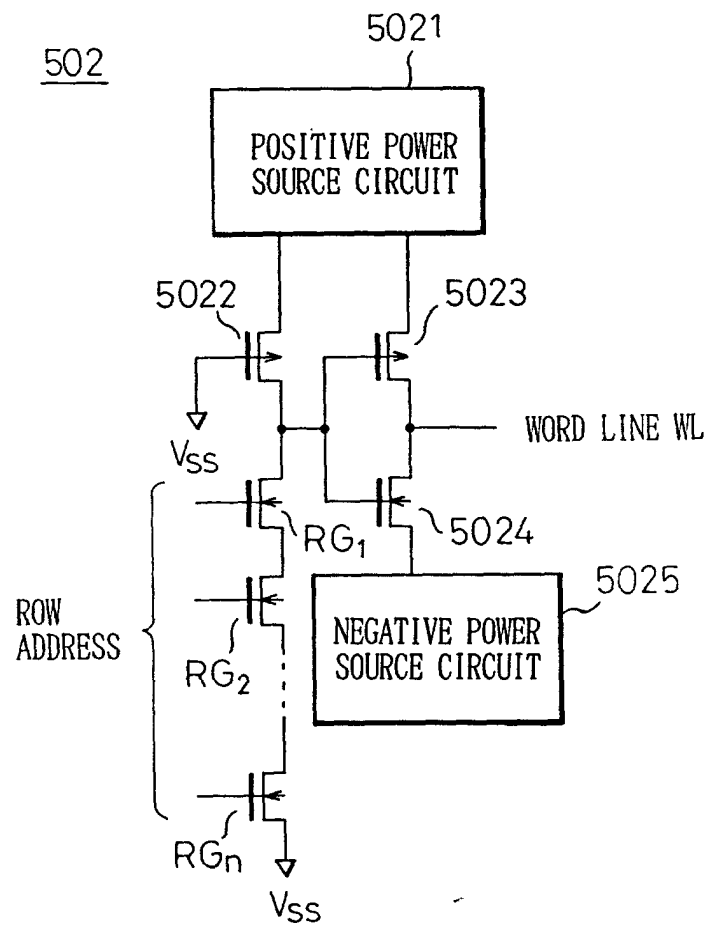 502
5021
POSITIVE POWER
SOURCE CIRCUIT
5022
5023
VSS
WORD LINE WL
RG1
5024
ROW
ADDRESS
RG2
5025
NEGATIVE POWER
SOURCE CIRCUIT
RGn
VSS